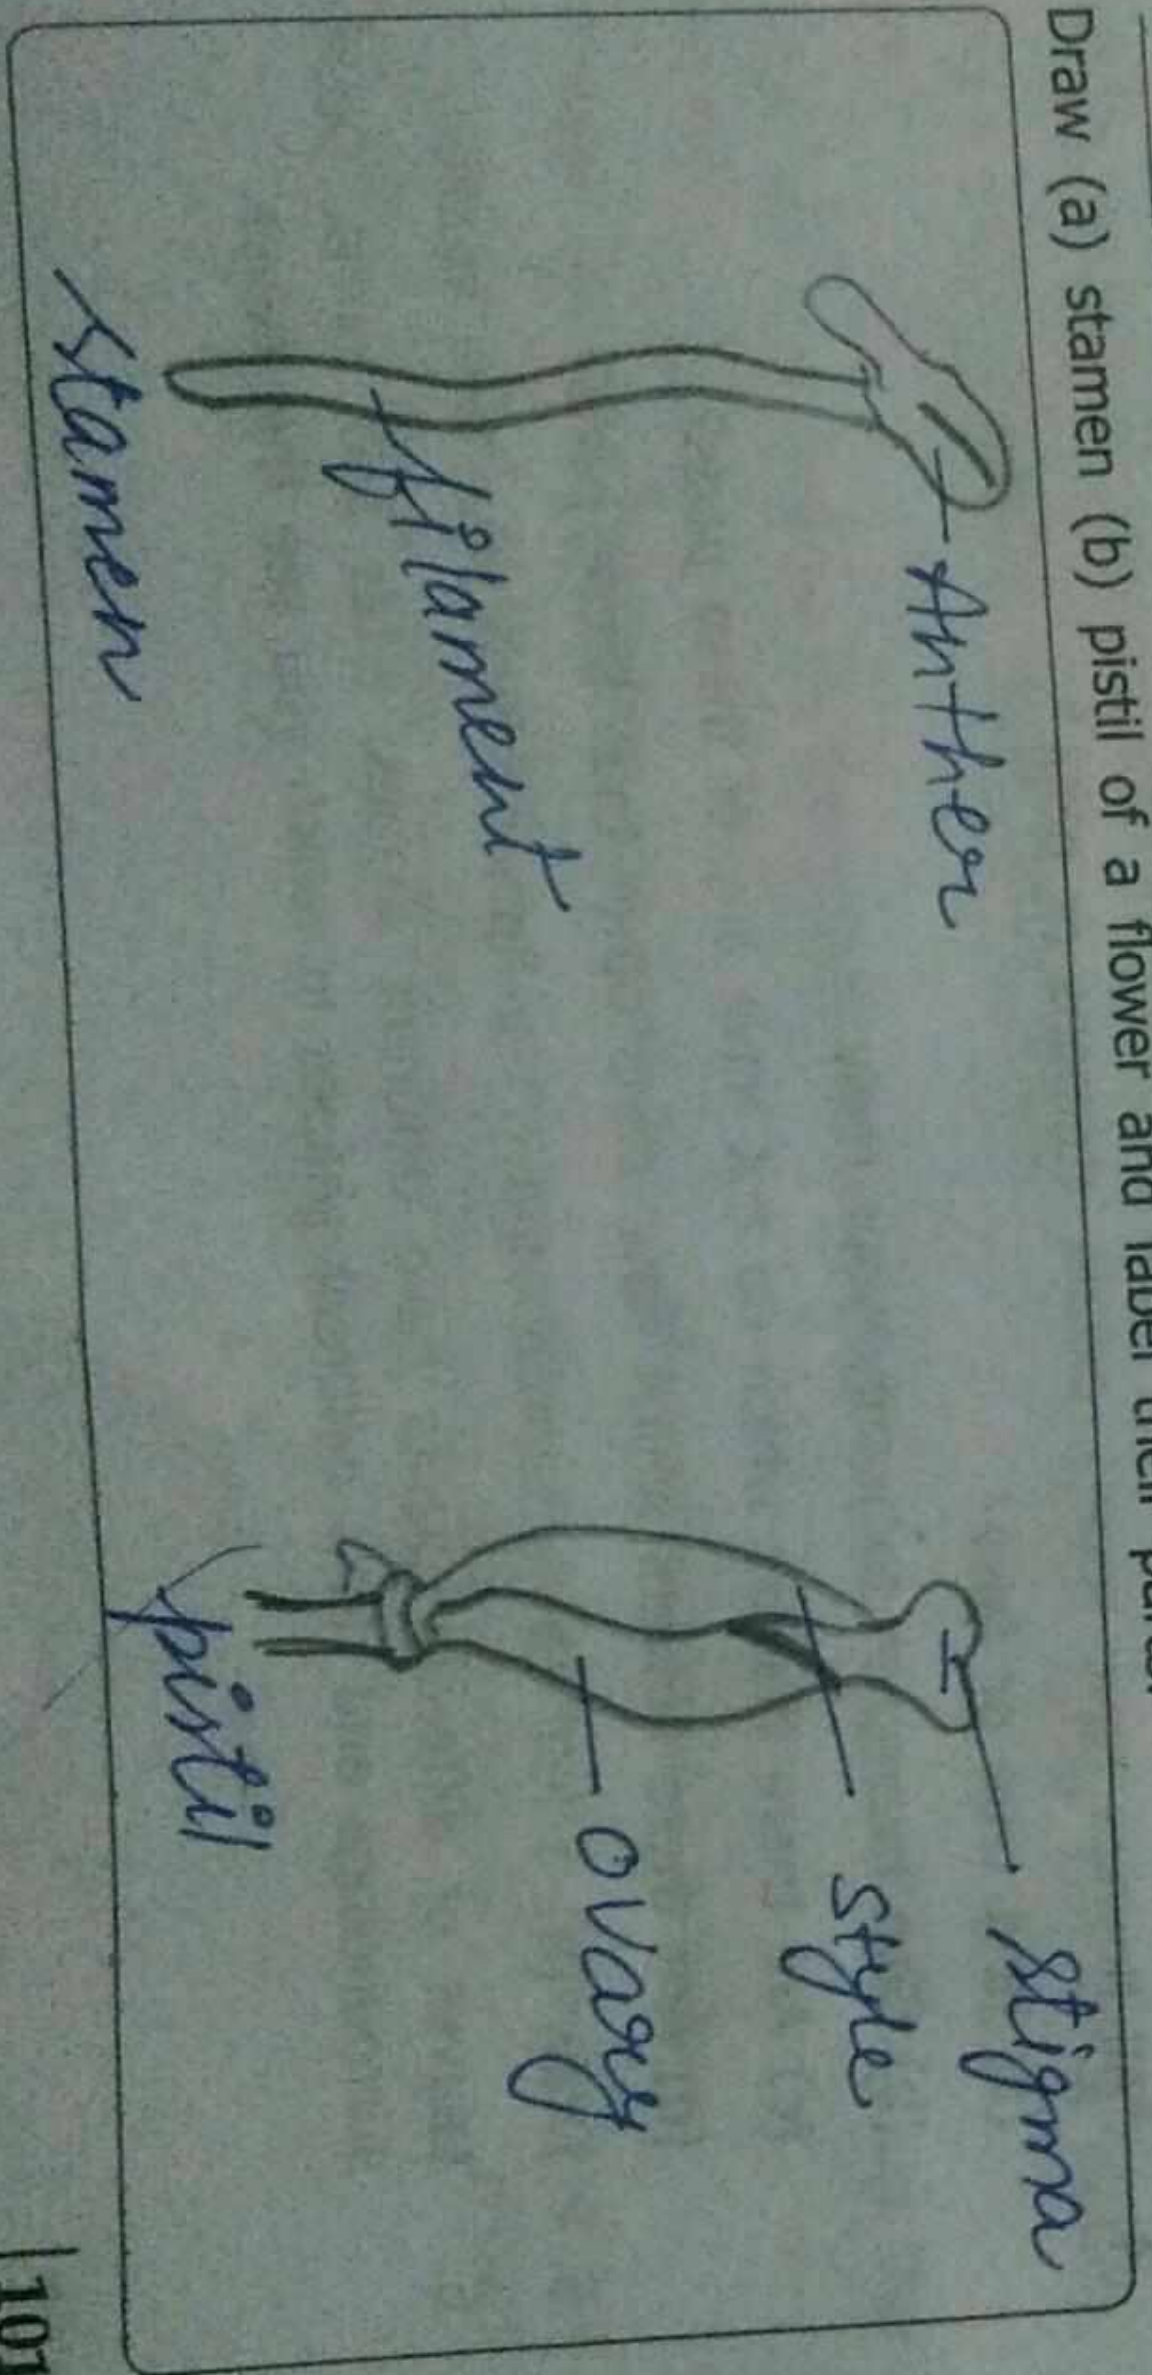 Draw (a) stamen (b) pistil of a flower and label their parts.
Anther
filament
stamen
stigma
style
ovary
pistil
101